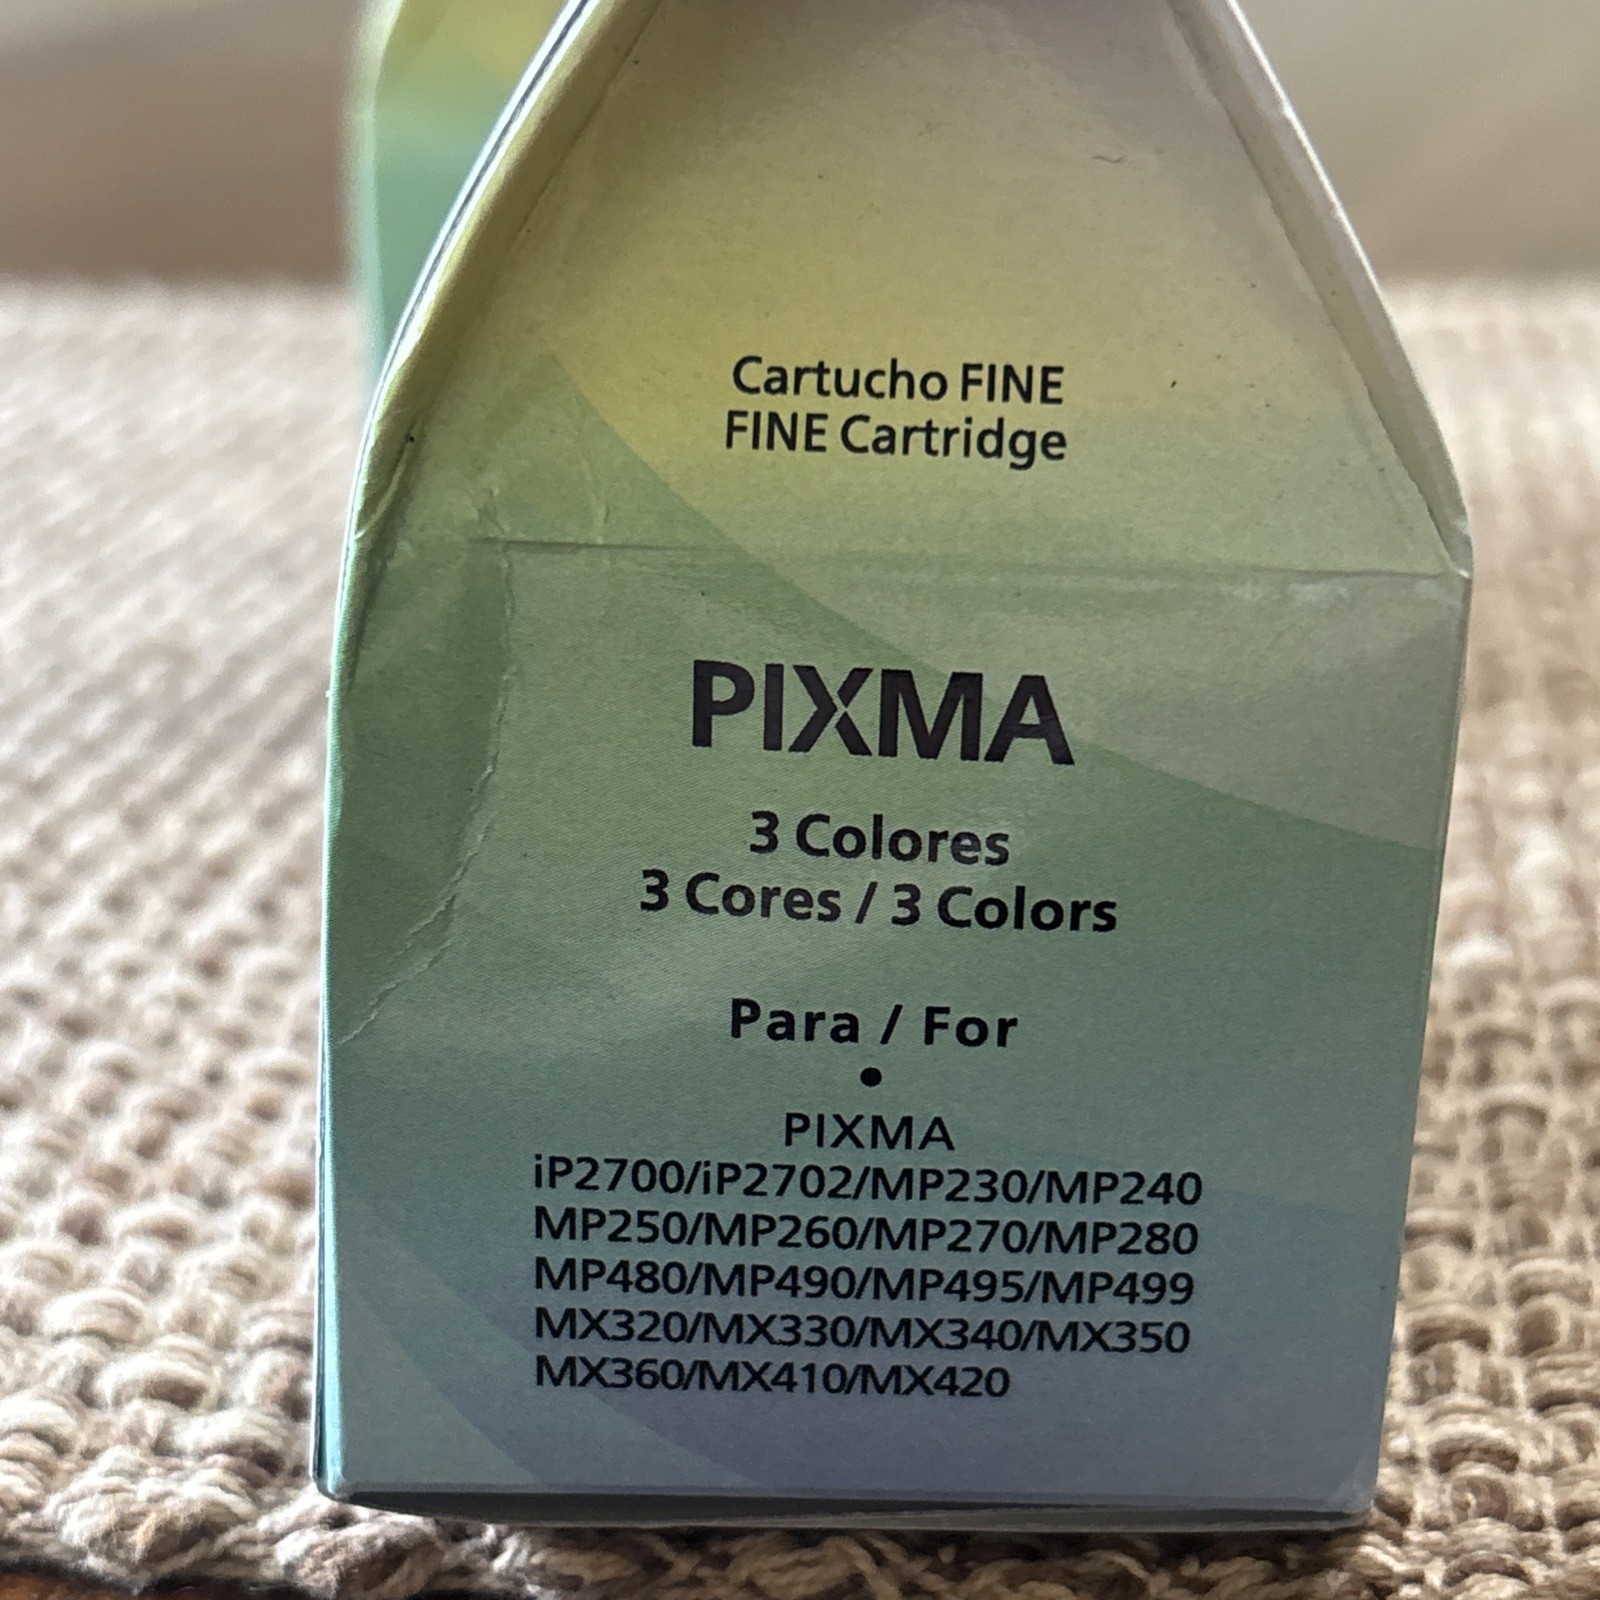 Cartucho FINE
FINE Cartridge
PIXMA
3 Colores
3 Cores / 3 Colors
Para / For
•
PIXMA
iP2700/iP2702/MP230/MP240
MP250/MP260/MP270/MP280
MP480/MP490/MP495/MP499
MX320/MX330/MX340/MX350
MX360/MX410/MX420